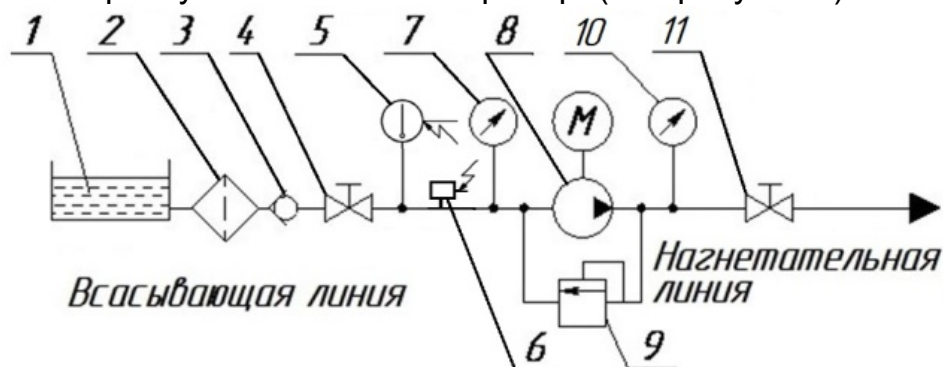 1 2 3 4 5 7 8 10 11
M
Всасывающая линия
Нагнетательная
линия
6 9